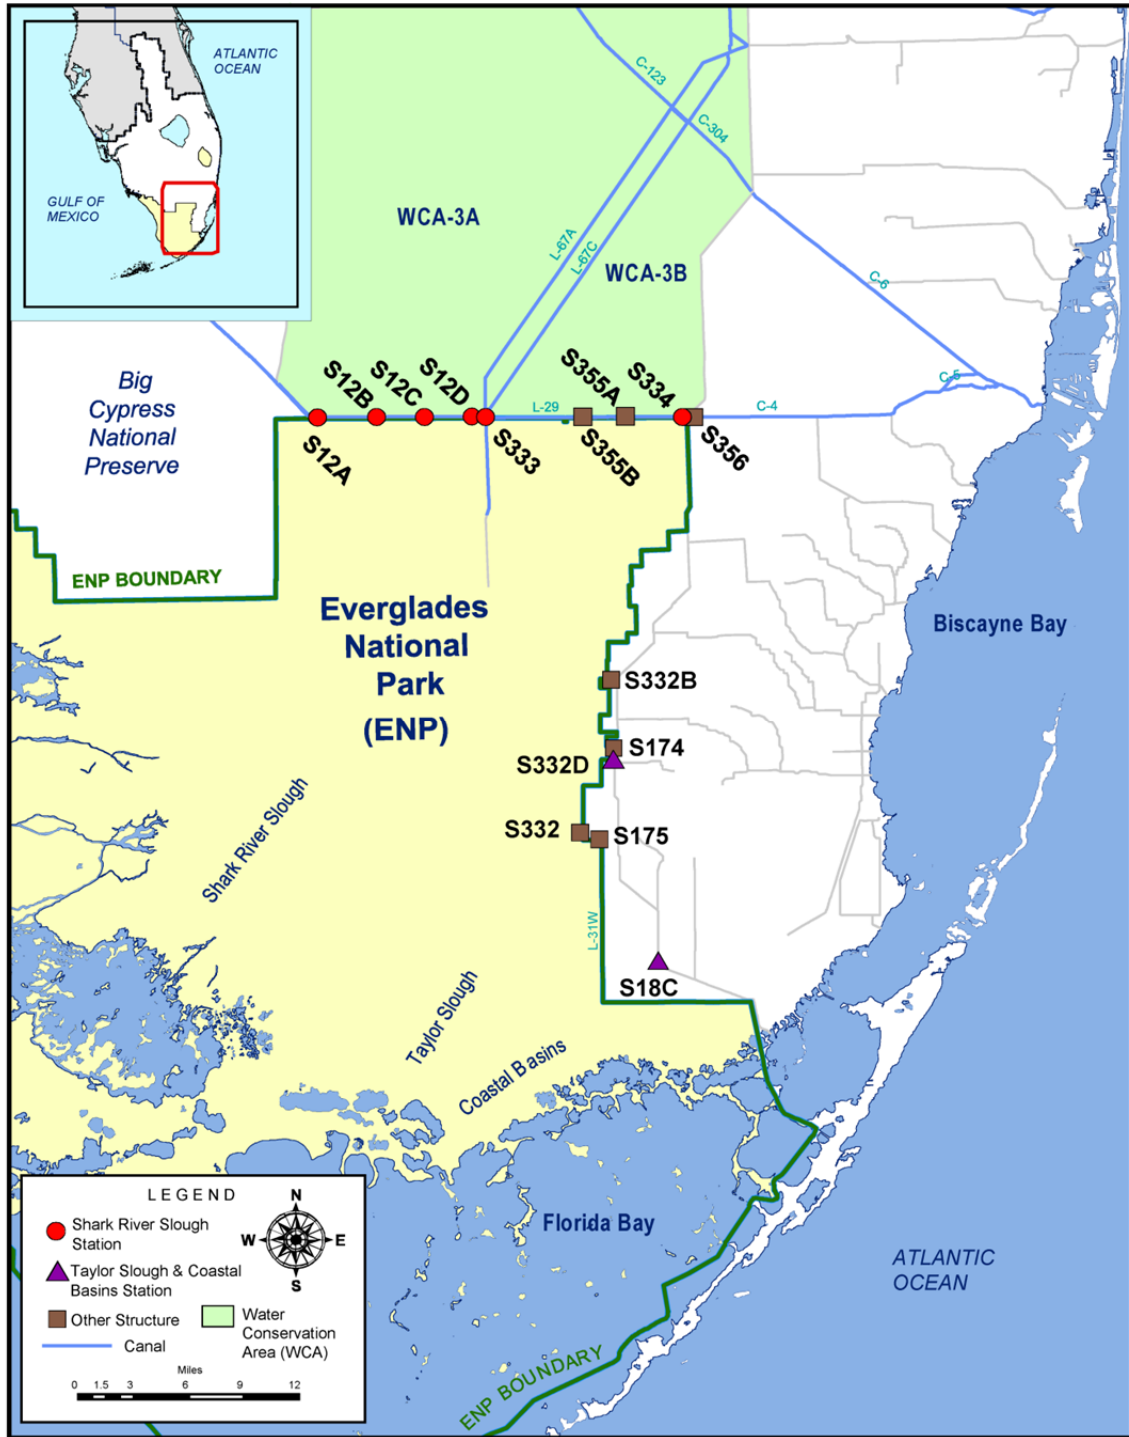 ATLANTIC
OCEAN
GULF OF
MEXICO
C-123
C-304
WCA-3A
L-67A
L-67C
WCA-3B
C-6
Big
Cypress
National
Preserve
S12A
S12B
S12C
S12D
S333
L-29
S355A
S355B
S334
S356
C-4
C-5
ENP BOUNDARY
Everglades
National
Park
(ENP)
Biscayne Bay
S332B
S174
S332D
S332
S175
Shark River Slough
L-31W
S18C
Taylor Slough
Coastal Basins
Florida Bay
ATLANTIC
OCEAN
ENP BOUNDARY
LEGEND
Shark River Slough
Station
Taylor Slough & Coastal
Basins Station
Other Structure
Canal
Water
Conservation
Area (WCA)
N
W
E
S
Miles
0 1.5 3 6 9 12